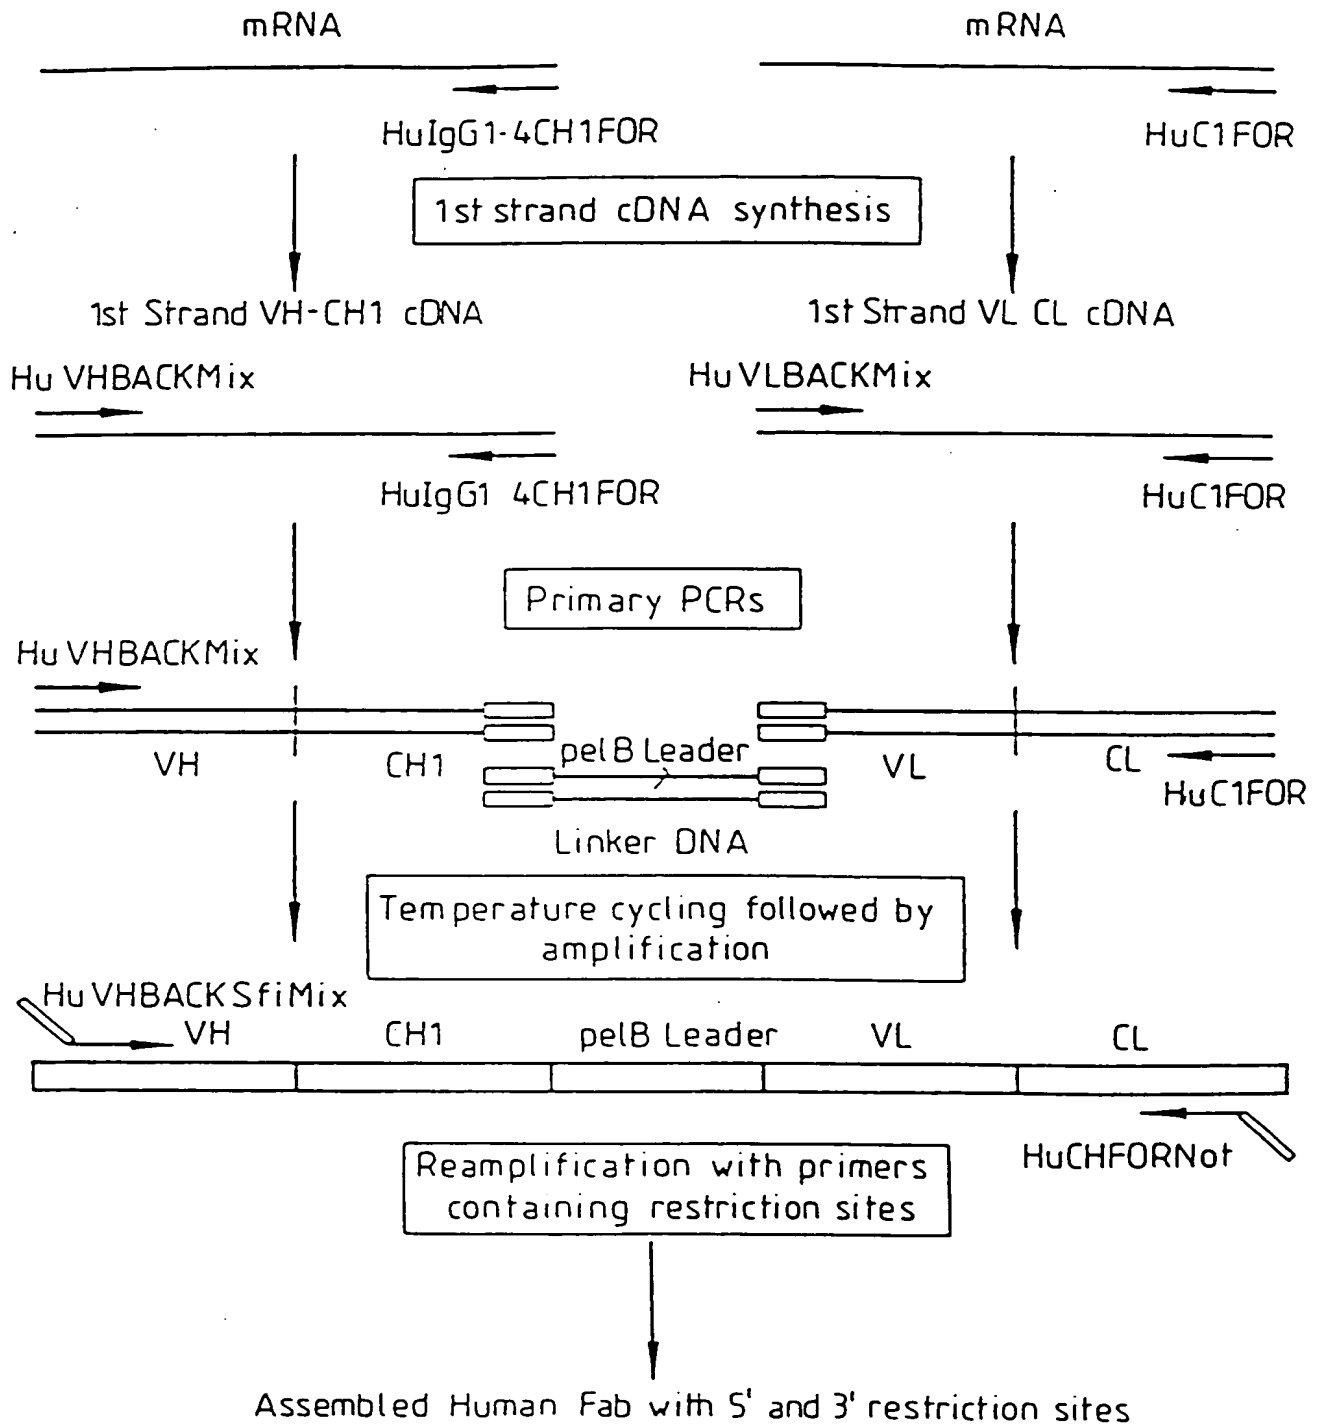 mRNA
mRNA
HuIgG1-4CH1FOR
HuC1FOR
1st strand cDNA synthesis
1st Strand VH-CH1 cDNA
1st Strand VL CL cDNA
Hu VHBACKMix
Hu VLBACKMix
HuIgG1 4CH1FOR
HuC1FOR
Primary PCRs
Hu VHBACKMix
pelB Leader
VH
CH1
VL
CL
HuC1FOR
Linker DNA
Temperature cycling followed by
amplification
Hu VHBACKSfiMix
VH
CH1
pelB Leader
VL
CL
HuCHFORNot
Reamplification with primers
containing restriction sites
Assembled Human Fab with 5' and 3' restriction sites